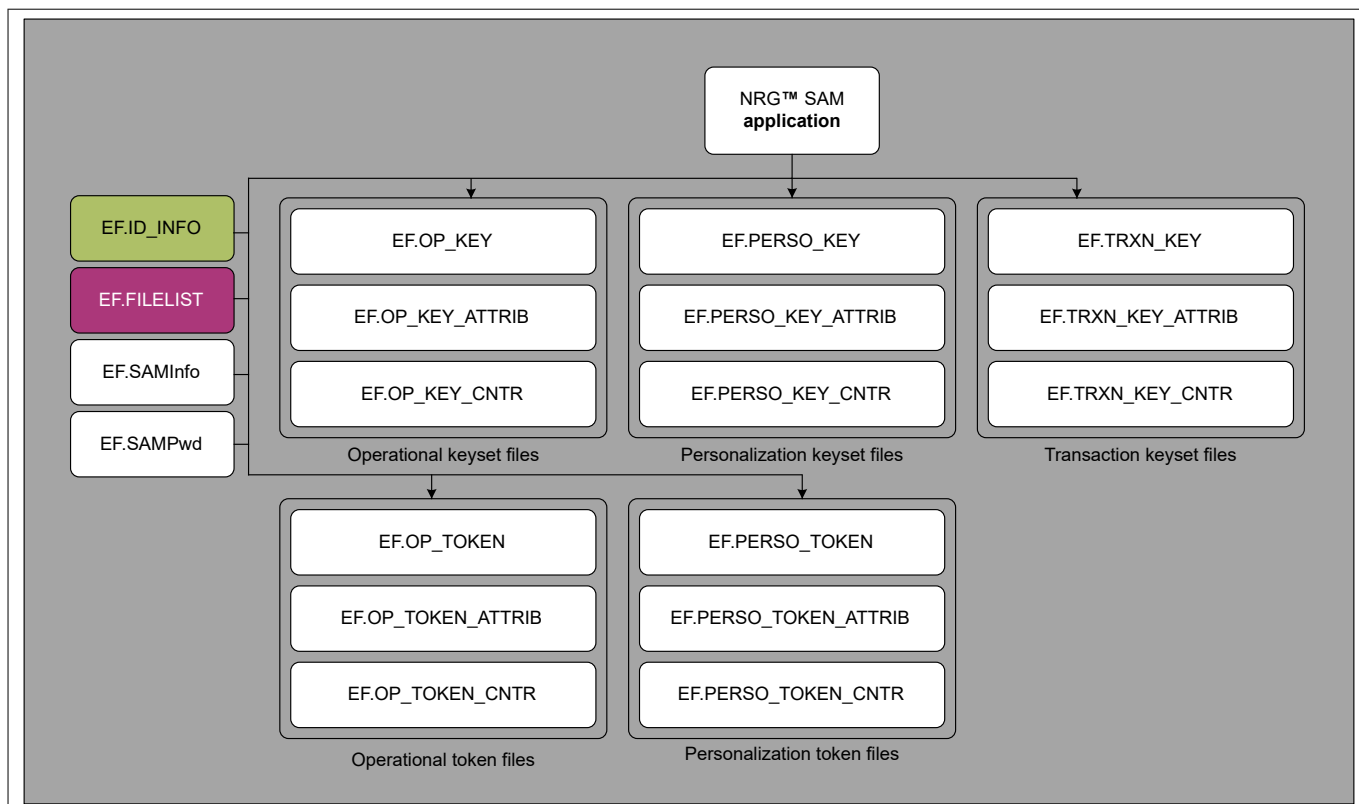 NRG™ SAM
application
EF.ID_INFO
EF.FILELIST
EF.SAMInfo
EF.SAMPwd
EF.OP_KEY
EF.OP_KEY_ATTRIB
EF.OP_KEY_CNTR
Operational keyset files
EF.PERSO_KEY
EF.PERSO_KEY_ATTRIB
EF.PERSO_KEY_CNTR
Personalization keyset files
EF.TRXN_KEY
EF.TRXN_KEY_ATTRIB
EF.TRXN_KEY_CNTR
Transaction keyset files
EF.OP_TOKEN
EF.OP_TOKEN_ATTRIB
EF.OP_TOKEN_CNTR
Operational token files
EF.PERSO_TOKEN
EF.PERSO_TOKEN_ATTRIB
EF.PERSO_TOKEN_CNTR
Personalization token files